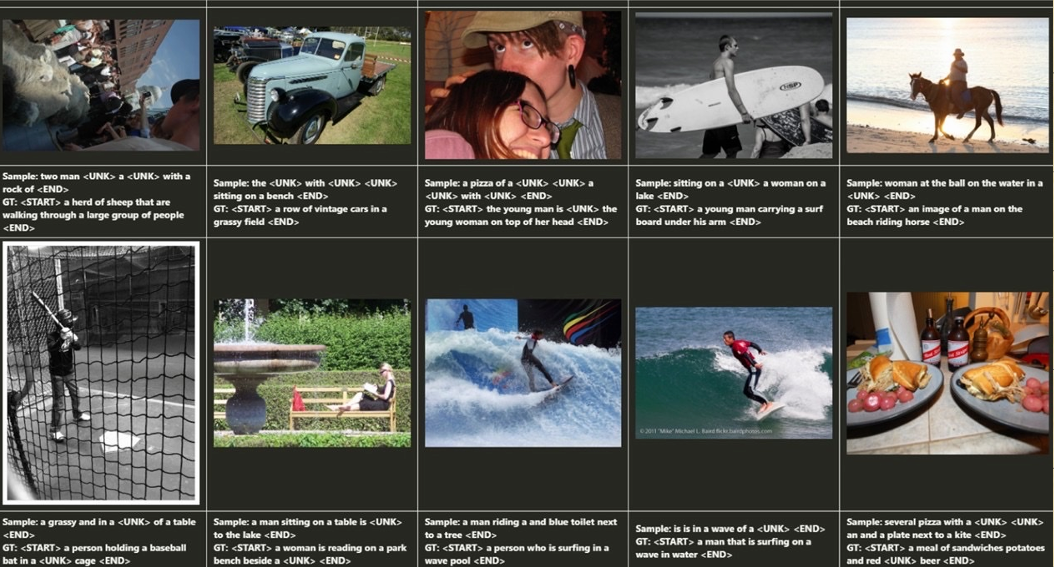 Sample: two man <UNK> a <UNK> with a
rock of <END>
GT: <START> a herd of sheep that are
walking through a large group of people
<END>
Sample: the <UNK> with <UNK> <UNK>
sitting on a bench <END>
GT: <START> a row of vintage cars in a
grassy field <END>
Sample: a pizza of a <UNK> <UNK> a
<UNK> with <UNK> <END>
GT: <START> the young man is <UNK> the
young woman on top of her head <END>
Sample: sitting on a <UNK> a woman on a
lake <END>
GT: <START> a young man carrying a surf
board under his arm <END>
NSP
Sample: woman at the ball on the water in a
<UNK> <END>
GT: <START> an image of a man on the
beach riding horse <END>
Sample: a grassy and in a <UNK> of a table
<END>
GT: <START> a person holding a baseball
bat in a <UNK> cage <END>
Sample: a man sitting on a table is <UNK>
to the lake <END>
GT: <START> a woman is reading on a park
bench beside a <UNK> <END>
Sample: a man riding a and blue toilet next
to a tree <END>
GT: <START> a person who is surfing in a
wave pool <END>
© 2011 "Mike" Michael L. Baird flickr.bairdphotos.com
Sample: is is in a wave of a <UNK> <END>
GT: <START> a man that is surfing on a
wave in water <END>
Sample: several pizza with a <UNK> <UNK>
an and a plate next to a kite <END>
GT: <START> a meal of sandwiches potatoes
and red <UNK> beer <END>